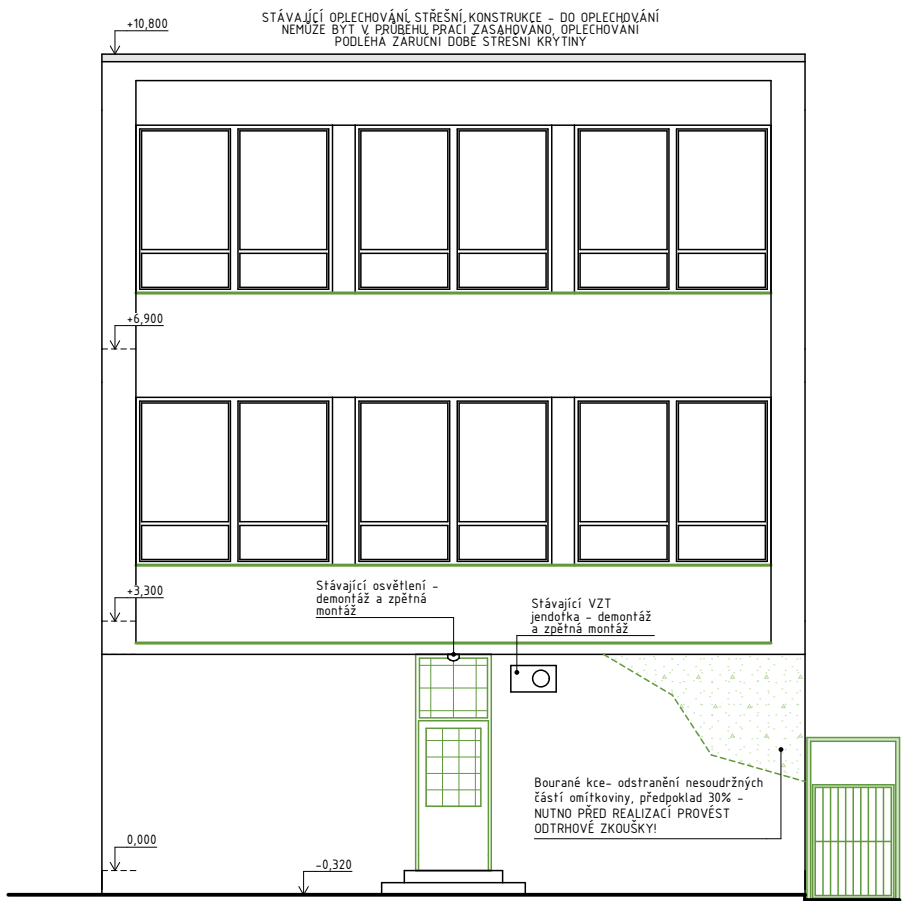 STÁVAJÍCÍ OPLECHOVÁNÍ STŘEŠNÍ KONSTRUKCE - DO OPLECHOVÁNÍ
NEMŮŽE BÝT V PRŮBĚHU PRACÍ ZASAHOVÁNO, OPLECHOVÁNÍ
PODLÉHÁ ZÁRUČNÍ DOBĚ STŘEŠNÍ KRYTINY
+10,800
+6,900
+3,300
Stávající osvětlení -
demontáž a zpětná
montáž
Stávající VZT
jendotka - demontáž
a zpětná montáž
Bourané kce- odstranění nesoudržných
částí omítkoviny, předpoklad 30% -
NUTNO PŘED REALIZACÍ PROVÉST
ODTRHOVÉ ZKOUŠKY!
0,000
-0,320